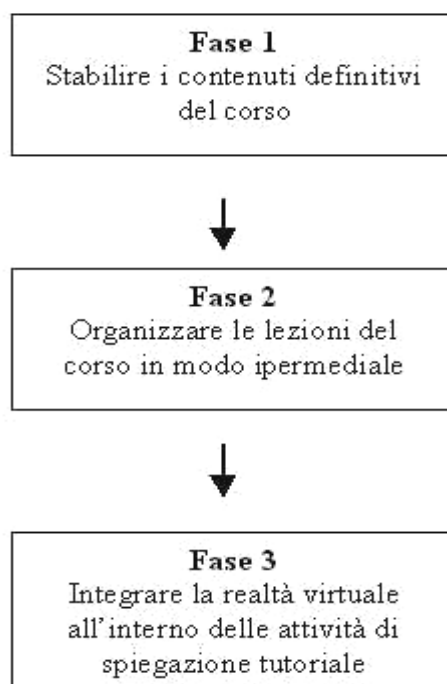 Fase 1
Stabilire i contenuti definitivi
del corso
Fase 2
Organizzare le lezioni del
corso in modo ipermediale
Fase 3
Integrare la realtà virtuale
all'interno delle attività di
spiegazione tutoriale